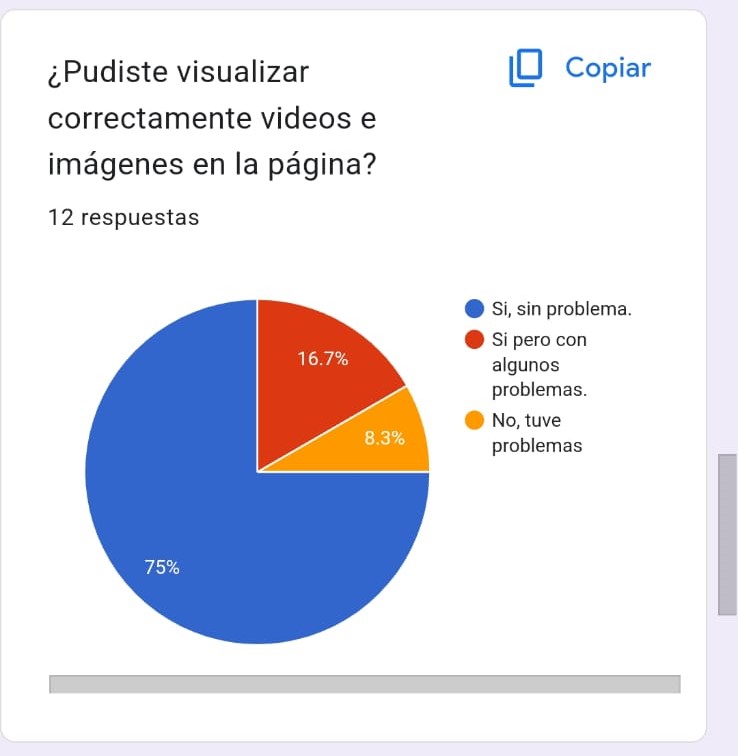 ¿Pudiste visualizar
correctamente videos e
imágenes en la página?
Copiar
12 respuestas
Si, sin problema.
Si pero con
algunos
problemas.
No, tuve
problemas
16.7%
8.3%
75%